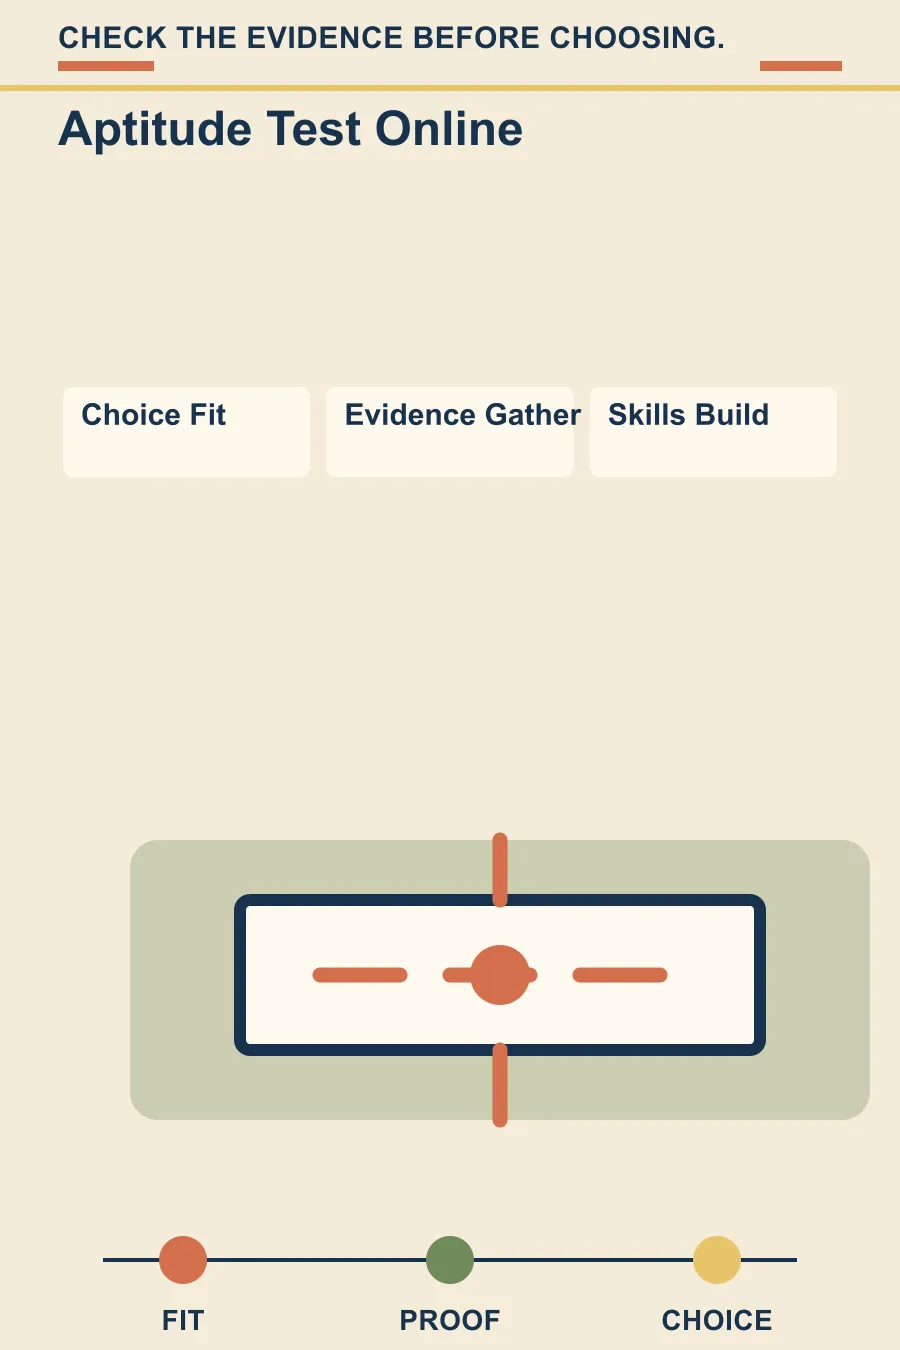 CHECK THE EVIDENCE BEFORE CHOOSING.
Aptitude Test Online
Choice Fit
Evidence Gather
Skills Build
FIT
PROOF
CHOICE